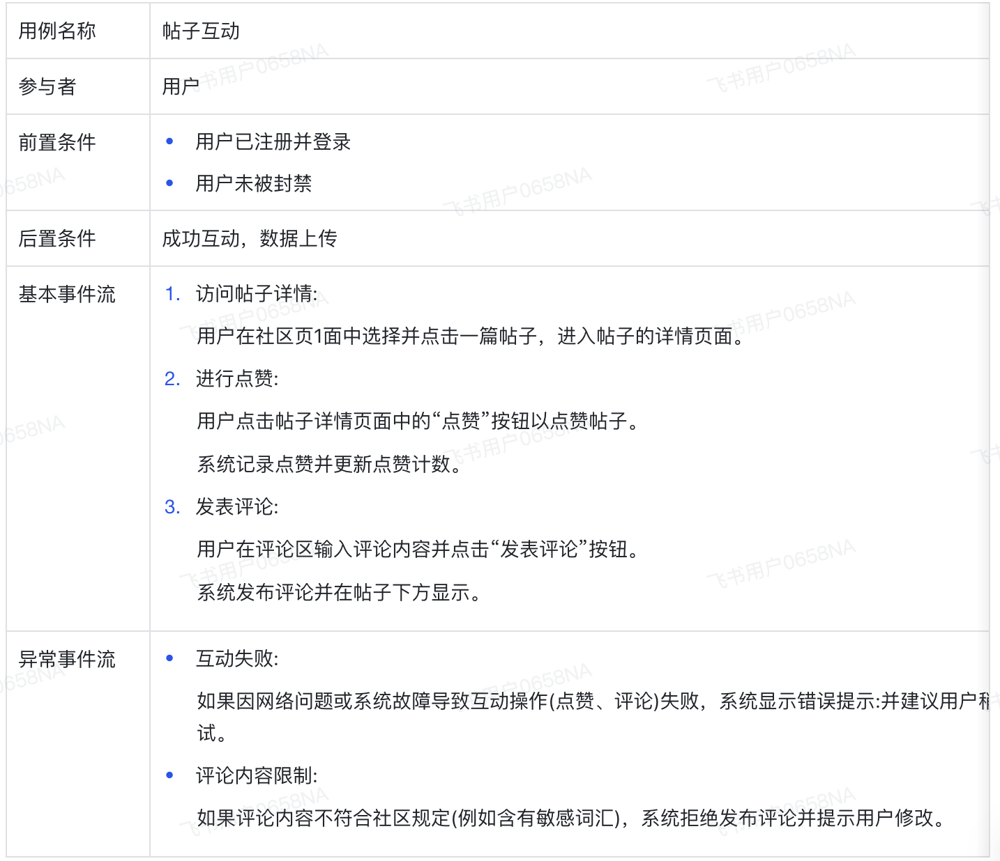 用例名称
帖子互动
参与者
用户
前置条件
• 用户已注册并登录
• 用户未被封禁
后置条件
成功互动，数据上传
基本事件流
1. 访问帖子详情:
用户在社区页1面中选择并点击一篇帖子，进入帖子的详情页面。
2. 进行点赞:
用户点击帖子详情页面中的“点赞”按钮以点赞帖子。
系统记录点赞并更新点赞计数。
3. 发表评论:
用户在评论区输入评论内容并点击“发表评论”按钮。
系统发布评论并在帖子下方显示。
异常事件流
• 互动失败:
如果因网络问题或系统故障导致互动操作(点赞、评论)失败，系统显示错误提示:并建议用户
试。
• 评论内容限制:
如果评论内容不符合社区规定(例如含有敏感词汇)，系统拒绝发布评论并提示用户修改。
飞书用户0658NA